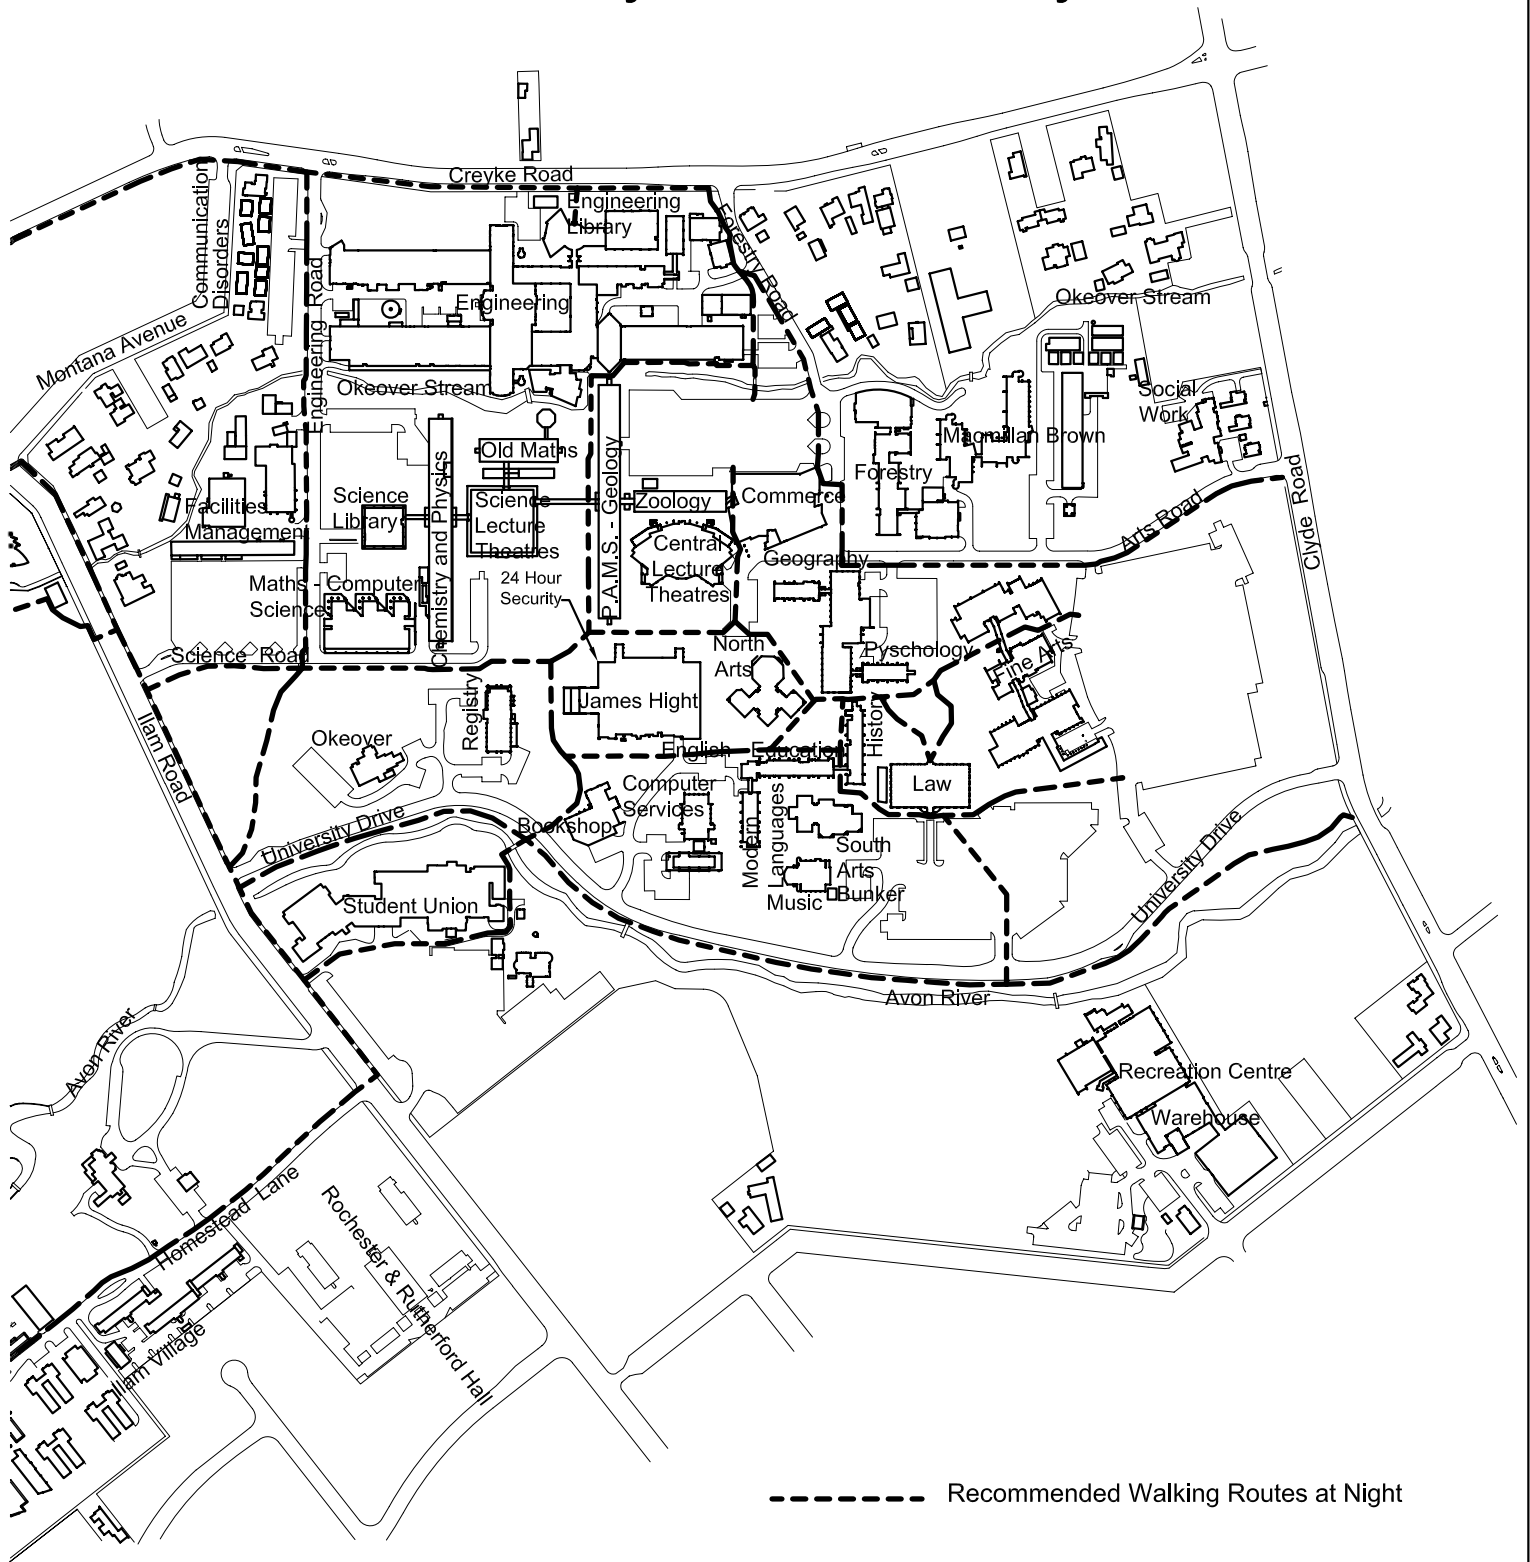 Creyke Road
Communication
Disorders
Engineering
Library
Forestry Road
Engineering Road
Engineering
Okeover Stream
Montana Avenue
Okeover Stream
Engineering Road
Social
Work
Old Maths
Macmillan Brown
Chemistry and Physics
P.A.M.S. - Geology
Forestry
Clyde Road
Science
Library
Science
Lecture
Theatres
Zoology
Commerce
Facilities
Management
Arts Road
Central
Lecture
Theatres
Geography
Maths - Computer
Science
24 Hour
Security
Science Road
North
Arts
Pyschology
Fine Arts
Registry
James Hight
History
Ilam Road
Okeover
English
Education
Computer
Services
Law
Modern
Languages
University Drive
Bookshop
South
Arts
Bunker
Music
University Drive
Student Union
Avon River
Avon River
Recreation Centre
Warehouse
Homestead Lane
Rochester & Rutherford Hall
Ilam Village
Recommended Walking Routes at Night